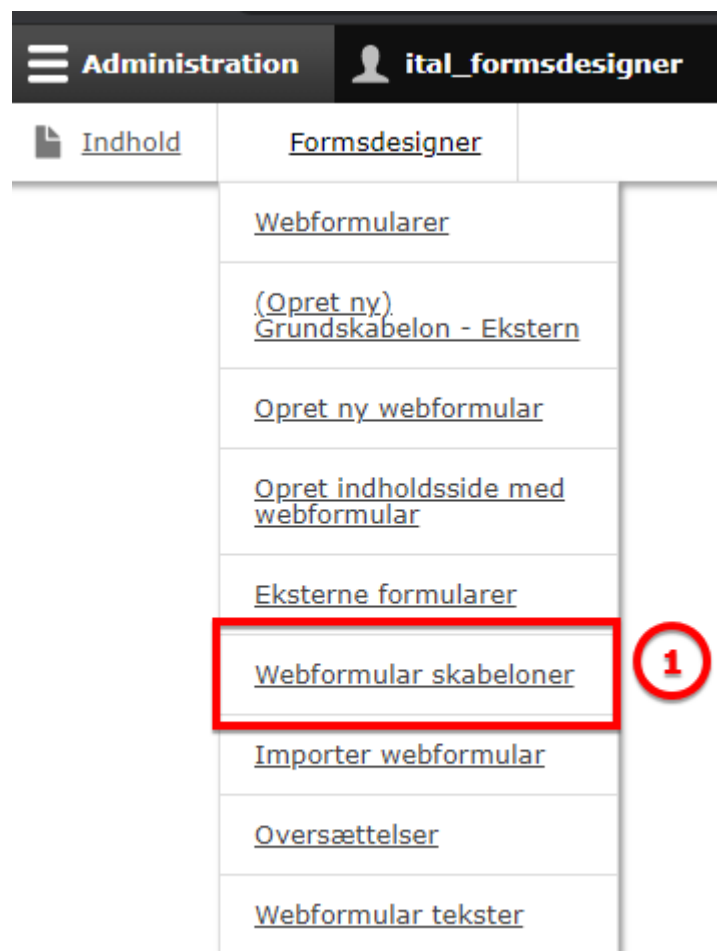 Administration ital_formsdesigner
Indhold Formsdesigner
Webformularer
(Opret ny)
Grundskabelon - Ekstern
Opret ny webformular
Opret indholdsside med
webformular
Eksterne formularer
Webformular skabeloner
1
Importer webformular
Oversættelser
Webformular tekster